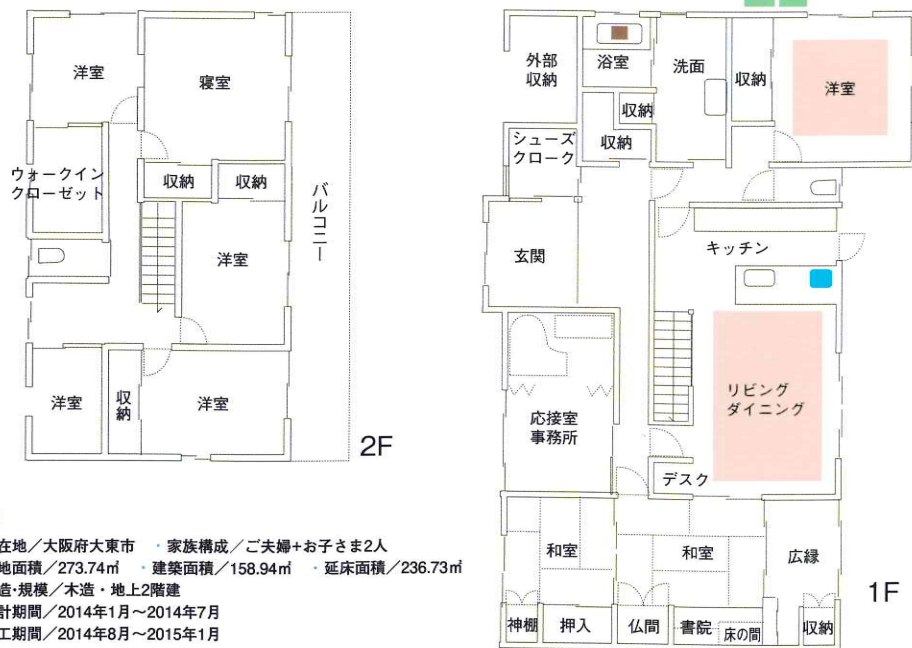 洋室
寝室
ウォークイン
クローゼット
収納
収納
バルコニー
洋室
洋室
収納
洋室
2F
外部
収納
浴室
洗面
収納
洋室
収納
収納
シューズ
クローク
玄関
キッチン
リビング
ダイニング
応接室
事務所
デスク
和室
和室
広縁
神棚
押入
仏間
書院
床の間
収納
1F
在地／大阪府大東市 ・家族構成／ご夫婦+お子さま2人
地面積／273.74㎡ ・建築面積／158.94㎡ ・延床面積／236.73㎡
造・規模／木造・地上2階建
計期間／2014年1月～2014年7月
工期間／2014年8月～2015年1月